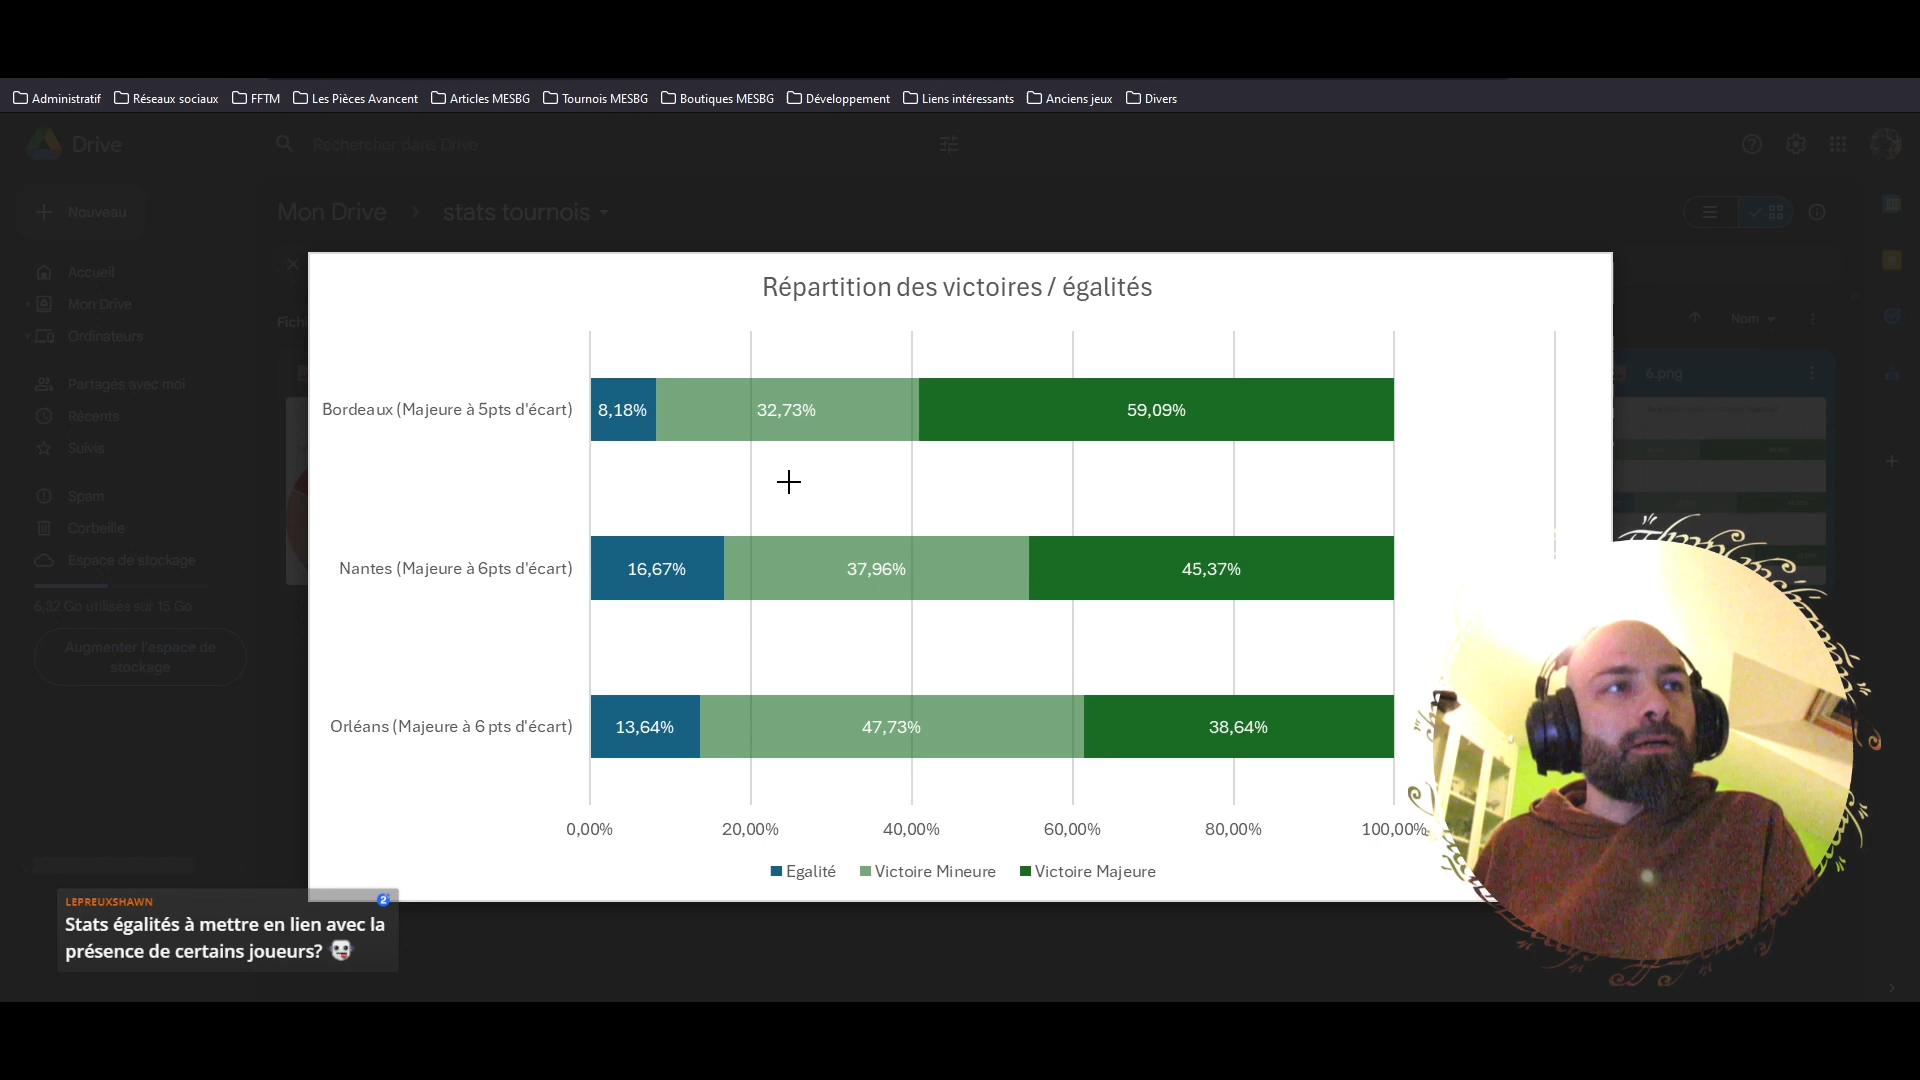 Administratif Réseaux sociaux FFTM Les Pièces Avancent Articles MESBG Tournois MESBG Boutiques MESBG Développement Liens intéressants Anciens jeux Divers
Drive
Rechercher dans Drive
Nouveau
Mon Drive > stats tournois
Accueil
Mon Drive
Ordinateurs
Partagés avec moi
Récents
Suivis
Spam
Corbeille
Espace de stockage
6,32 Go utilisés sur 15 Go
Augmenter l'espace de
stockage
Fichi
Nom
6.png
Répartition des victoires / égalités
Bordeaux (Majeure à 5pts d'écart) 8,18% 32,73% 59,09%
Nantes (Majeure à 6pts d'écart) 16,67% 37,96% 45,37%
Orléans (Majeure à 6 pts d'écart) 13,64% 47,73% 38,64%
0,00% 20,00% 40,00% 60,00% 80,00% 100,00%
Egalité Victoire Mineure Victoire Majeure
LEPREUXSHAWN 2
Stats égalités à mettre en lien avec la
présence de certains joueurs?